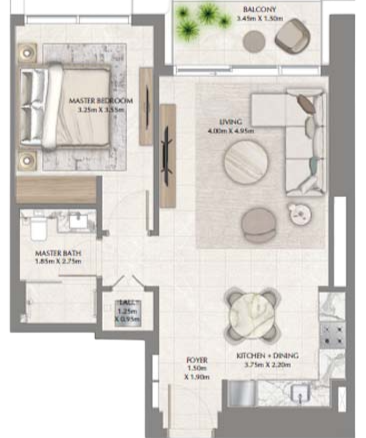 BALCONY
3.45m X 1.50m
MASTER BEDROOM
3.25m X 3.55m
LIVING
4.00m X 4.95m
MASTER BATH
1.85m X 2.75m
LAU.
1.25m
X 0.95m
FOYER
1.50m
X 1.90m
KITCHEN + DINING
3.75m X 2.20m